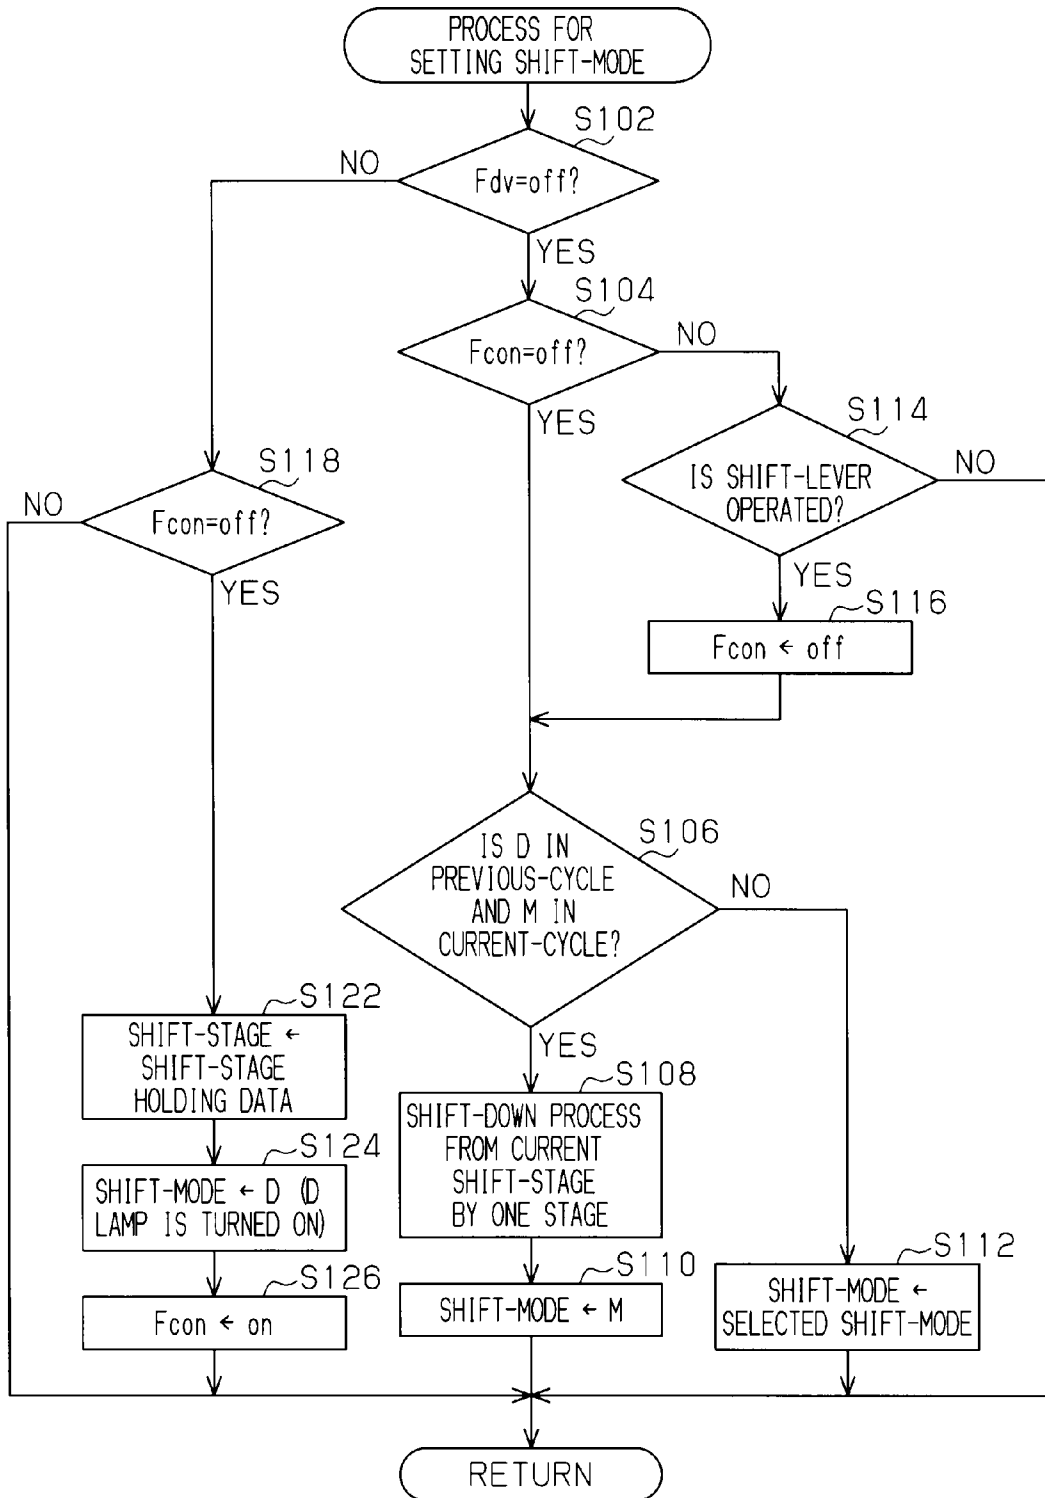 PROCESS FOR
SETTING SHIFT-MODE
S102
NO
Fdv=off?
YES
S104
NO
Fcon=off?
YES
S114
NO
IS SHIFT-LEVER
OPERATED?
YES
S116
Fcon ← off
S118
NO
Fcon=off?
YES
S106
IS D IN
PREVIOUS-CYCLE
AND M IN
CURRENT-CYCLE?
NO
YES
S122
SHIFT-STAGE ←
SHIFT-STAGE
HOLDING DATA
S124
SHIFT-MODE ← D (D
LAMP IS TURNED ON)
S126
Fcon ← on
S108
SHIFT-DOWN PROCESS
FROM CURRENT
SHIFT-STAGE
BY ONE STAGE
S110
SHIFT-MODE ← M
S112
SHIFT-MODE ←
SELECTED SHIFT-MODE
RETURN